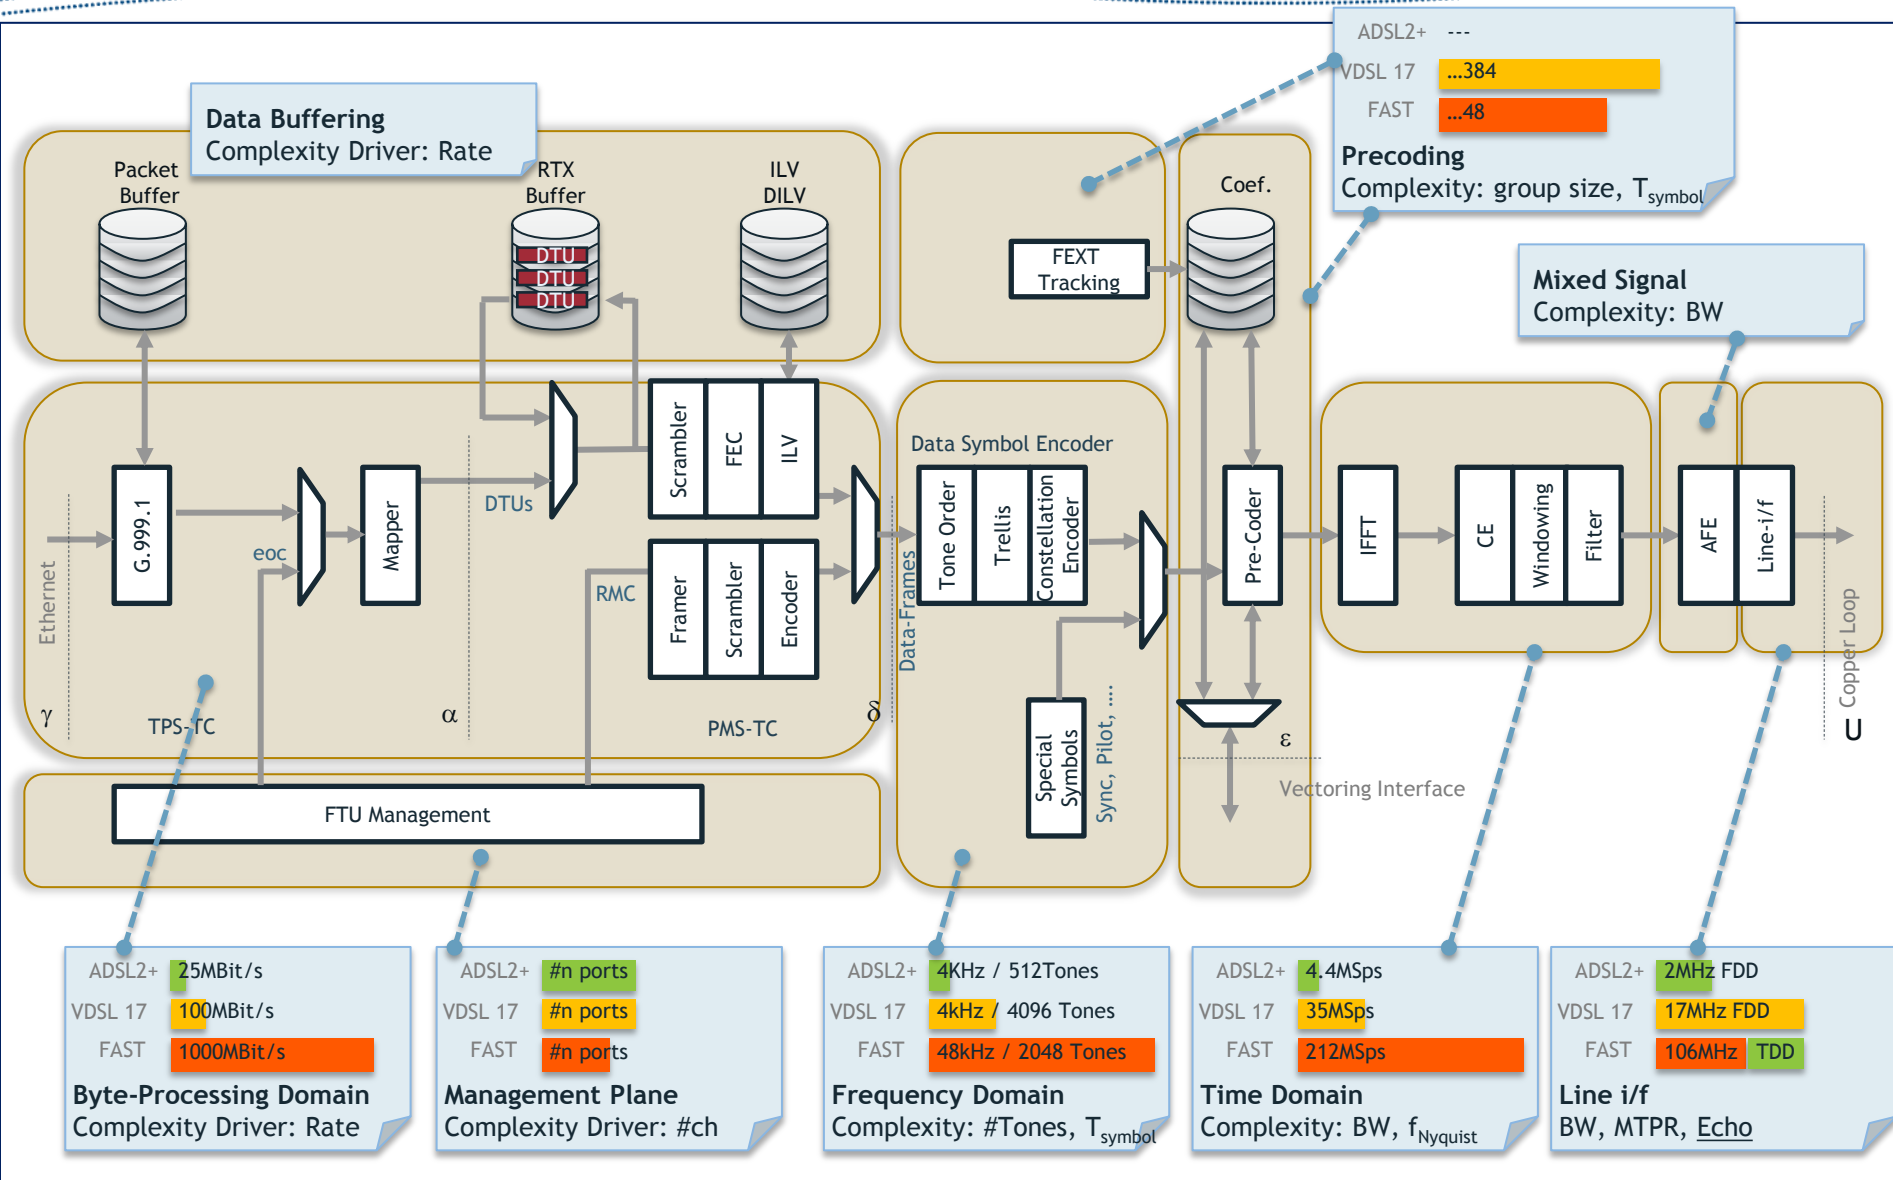 ADSL2+ ---
VDSL 17 ...384
FAST ...48
Precoding
Complexity: group size, Tsymbol
Data Buffering
Complexity Driver: Rate
Packet
Buffer
RTX
Buffer
DTU
DTU
DTU
ILV
DILV
Coef.
FEXT
Tracking
Mixed Signal
Complexity: BW
Ethernet
G.999.1
eoc
Mapper
DTUs
Scrambler
FEC
ILV
RMC
Framer
Scrambler
Encoder
γ
TPS-TC
α
PMS-TC
δ
Data-Frames
Data Symbol Encoder
Tone Order
Trellis
Constellation
Encoder
Special
Symbols
Sync, Pilot, ....
Pre-Coder
ε
Vectoring Interface
IFFT
CE
Windowing
Filter
AFE
Line-i/f
Copper Loop
U
FTU Management
ADSL2+ 25MBit/s
VDSL 17 100MBit/s
FAST 1000MBit/s
Byte-Processing Domain
Complexity Driver: Rate
ADSL2+ #n ports
VDSL 17 #n ports
FAST #n ports
Management Plane
Complexity Driver: #ch
ADSL2+ 4KHz / 512Tones
VDSL 17 4kHz / 4096 Tones
FAST 48kHz / 2048 Tones
Frequency Domain
Complexity: #Tones, Tsymbol
ADSL2+ 4.4MSps
VDSL 17 35MSps
FAST 212MSps
Time Domain
Complexity: BW, fNyquist
ADSL2+ 2MHz FDD
VDSL 17 17MHz FDD
FAST 106MHz TDD
Line i/f
BW, MTPR, Echo